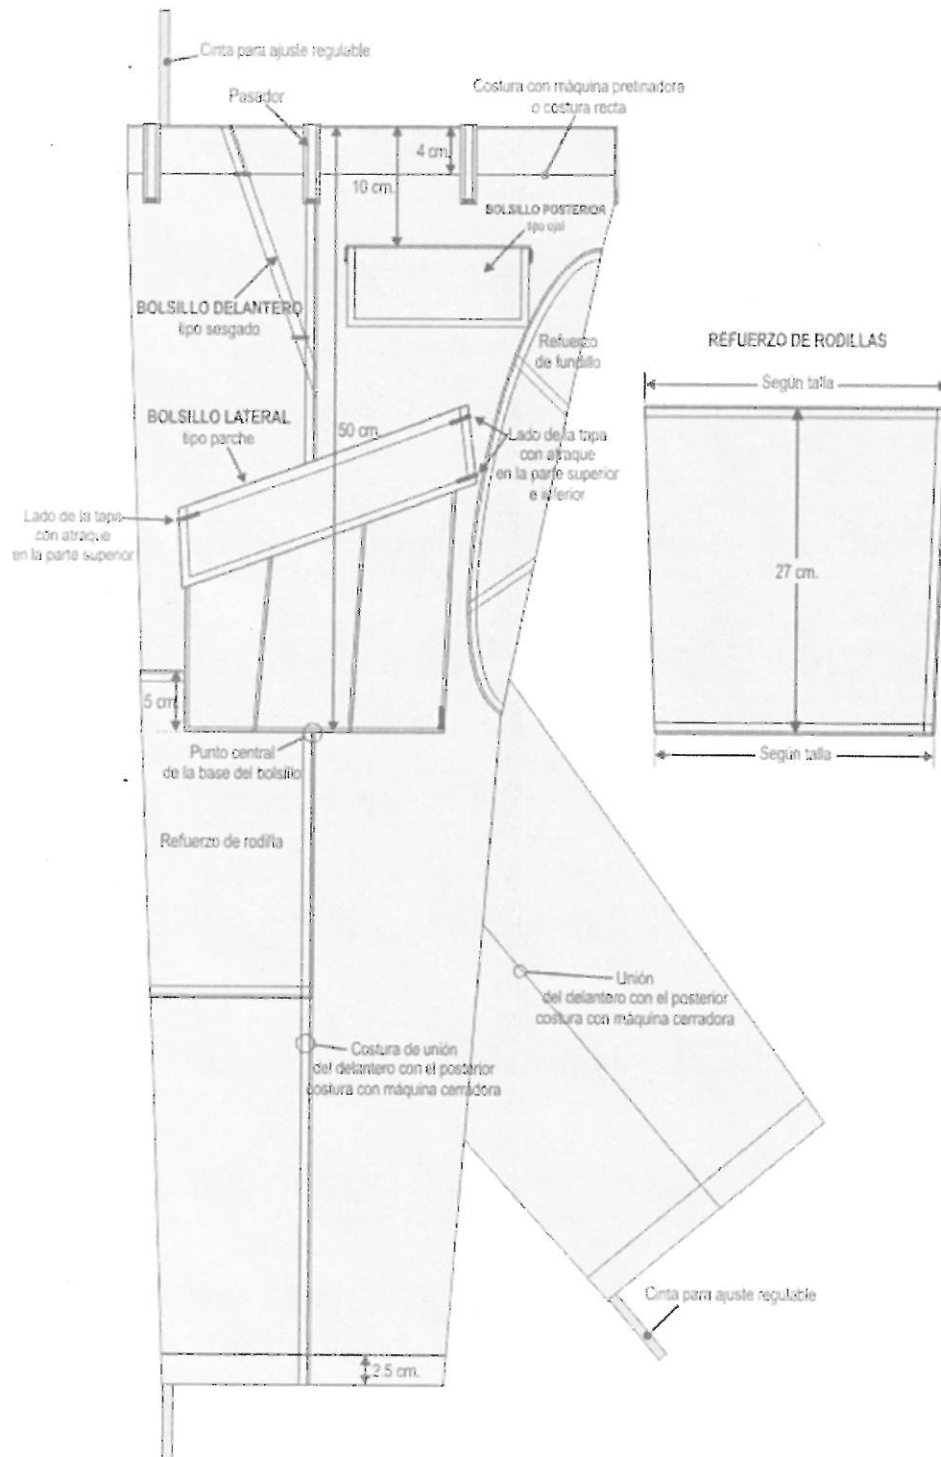 Cinta para ajuste regulable
Pasador
Costura con máquina pretinadora
o costura recta
4 cm.
10 cm.
BOLSILLO POSTERIOR
tipo ojal
BOLSILLO DELANTERO
tipo sesgado
Refuerzo
de fundillo
REFUERZO DE RODILLAS
Según talla
BOLSILLO LATERAL
tipo parche
50 cm.
Lado de la tapa
con atraque
en la parte superior
e inferior
Lado de la tapa
con atraque
en la parte superior
27 cm.
5 cm.
Punto central
de la base del bolsillo
Según talla
Refuerzo de rodilla
Unión
del delantero con el posterior
costura con máquina cerradora
Costura de unión
del delantero con el posterior
costura con máquina cerradora
Cinta para ajuste regulable
2.5 cm.